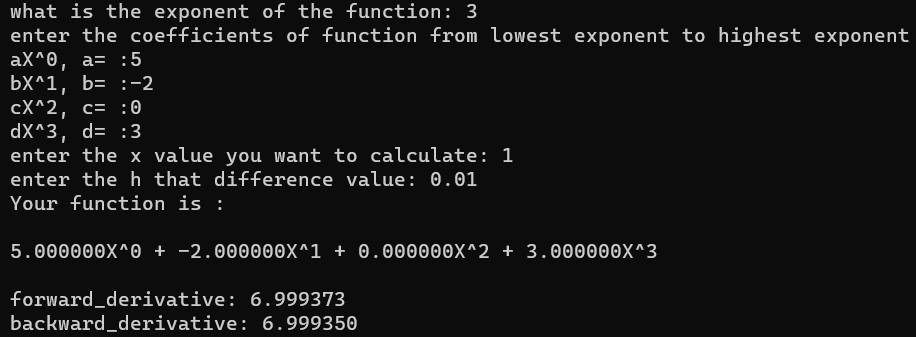 what is the exponent of the function: 3
enter the coefficients of function from lowest exponent to highest exponent
aX^0, a= :5
bX^1, b= :-2
cX^2, c= :0
dX^3, d= :3
enter the x value you want to calculate: 1
enter the h that difference value: 0.01
Your function is :
5.000000X^0 + -2.000000X^1 + 0.000000X^2 + 3.000000X^3
forward_derivative: 6.999373
backward_derivative: 6.999350